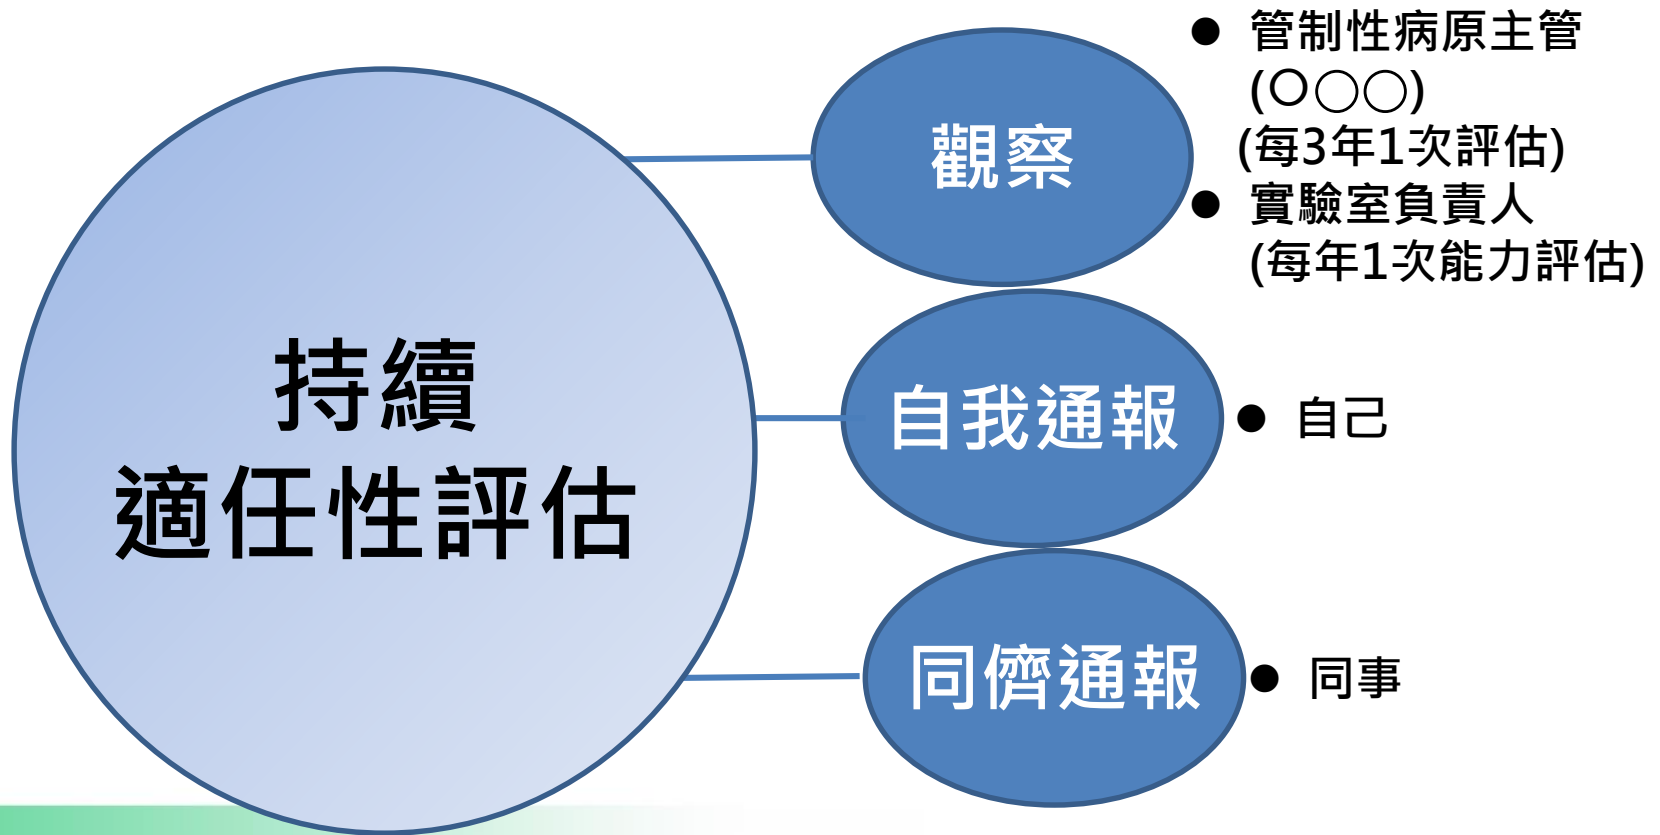 持續
適任性評估
觀察
● 管制性病原主管
(○○○)
(每3年1次評估)
● 實驗室負責人
(每年1次能力評估)
自我通報
● 自己
同儕通報
● 同事